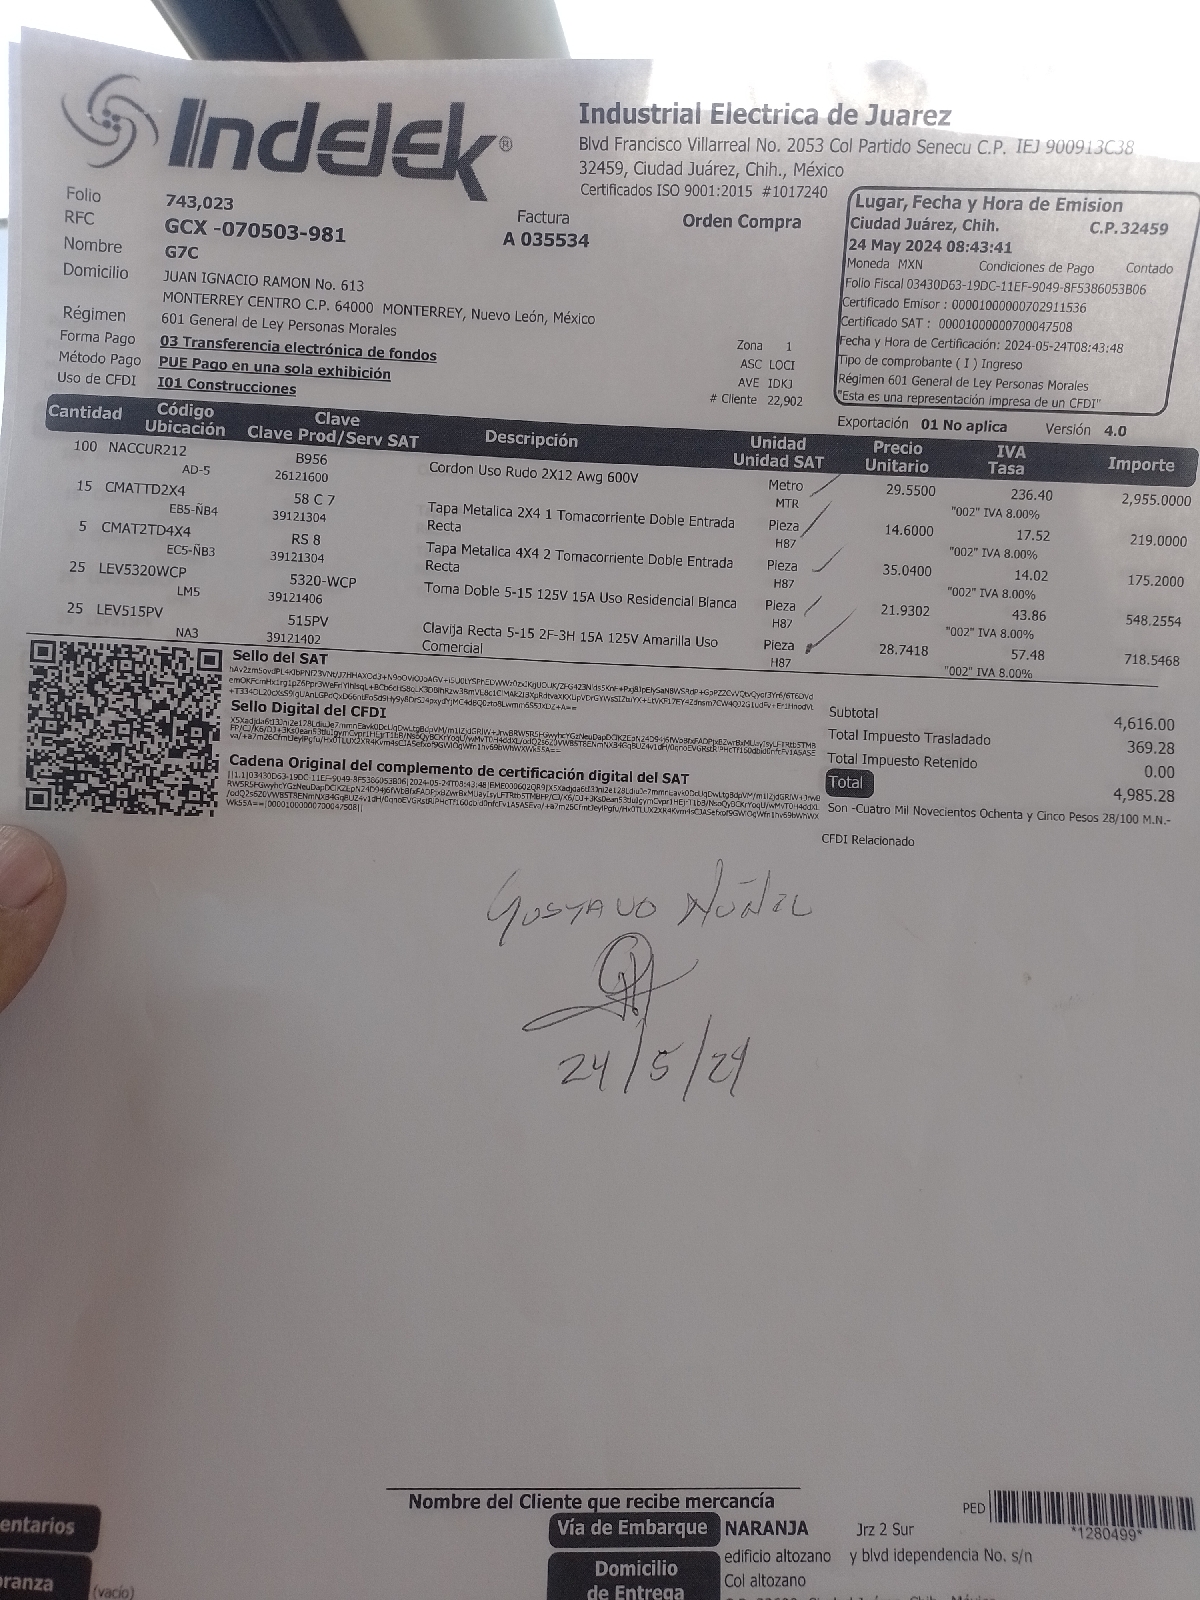 Indelek®
Industrial Electrica de Juarez
Blvd Francisco Villarreal No. 2053 Col Partido Senecu C.P. IEJ 900913C38
32459, Ciudad Juárez, Chih., México
Certificados ISO 9001:2015 #1017240
Folio 743,023
RFC GCX -070503-981
Nombre G7C
Domicilio JUAN IGNACIO RAMON No. 613
MONTERREY CENTRO C.P. 64000 MONTERREY, Nuevo León, México
Régimen 601 General de Ley Personas Morales
Forma Pago 03 Transferencia electrónica de fondos
Método Pago PUE Pago en una sola exhibición
Uso de CFDI I01 Construcciones
Factura
A 035534
Orden Compra
Zona 1
ASC LOCI
AVE IDKJ
# Cliente 22,902
Lugar, Fecha y Hora de Emision
Ciudad Juárez, Chih. C.P.32459
24 May 2024 08:43:41
Moneda MXN Condiciones de Pago Contado
Folio Fiscal 03430D63-19DC-11EF-9049-8F5386053B06
Certificado Emisor : 00001000000702911536
Certificado SAT : 00001000000700047508
Fecha y Hora de Certificación: 2024-05-24T08:43:48
Tipo de comprobante ( I ) Ingreso
Régimen 601 General de Ley Personas Morales
"Esta es una representación impresa de un CFDI"
Exportación 01 No aplica Versión 4.0
Cantidad Código Ubicación Clave Clave Prod/Serv SAT Descripción Unidad Unidad SAT Precio Unitario IVA Tasa Importe
100 NACCUR212 B956 Cordon Uso Rudo 2X12 Awg 600V Metro 29.5500 236.40 2,955.0000
AD-5 26121600 MTR "002" IVA 8.00%
15 CMATTD2X4 58 C 7 Tapa Metalica 2X4 1 Tomacorriente Doble Entrada Pieza 14.6000 17.52 219.0000
EB5-ÑB4 39121304 Recta H87 "002" IVA 8.00%
5 CMAT2TD4X4 RS 8 Tapa Metalica 4X4 2 Tomacorriente Doble Entrada Pieza 35.0400 14.02 175.2000
EC5-ÑB3 39121304 Recta H87 "002" IVA 8.00%
25 LEV5320WCP 5320-WCP Toma Doble 5-15 125V 15A Uso Residencial Blanca Pieza 21.9302 43.86 548.2554
LM5 39121406 H87 "002" IVA 8.00%
25 LEV515PV 515PV Clavija Recta 5-15 2F-3H 15A 125V Amarilla Uso Pieza 28.7418 57.48 718.5468
NA3 39121402 Comercial H87 "002" IVA 8.00%
Sello del SAT
Sello Digital del CFDI
Cadena Original del complemento de certificación digital del SAT
Subtotal 4,616.00
Total Impuesto Trasladado 369.28
Total Impuesto Retenido 0.00
Total 4,985.28
Son -Cuatro Mil Novecientos Ochenta y Cinco Pesos 28/100 M.N.-
CFDI Relacionado
Gustavo Núñez
24/5/24
Nombre del Cliente que recibe mercancía
PED
*1280499*
entarios
Vía de Embarque NARANJA Jrz 2 Sur
Domicilio de Entrega edificio altozano y blvd idependencia No. s/n
Col altozano
ranza
(vacío)